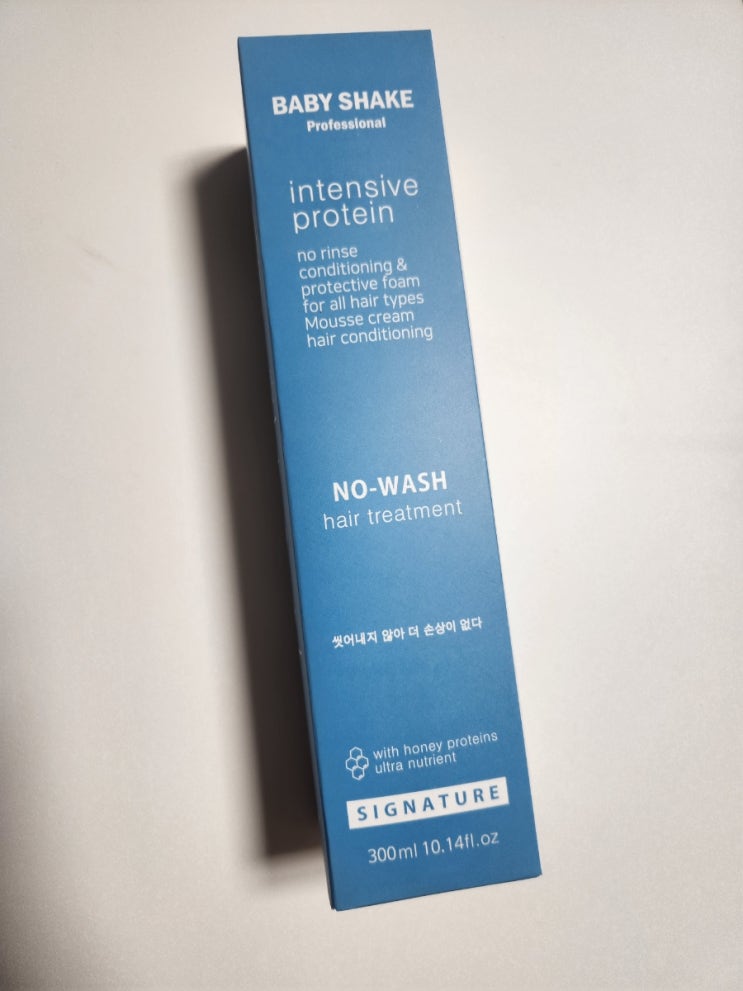 BABY SHAKE
Professional
intensive
protein
no rinse
conditioning &
protective foam
for all hair types
Mousse cream
hair conditioning
NO-WASH
hair treatment
씻어내지 않아 더 손상이 없다
with honey proteins
ultra nutrient
SIGNATURE
300ml 10.14fl.oz